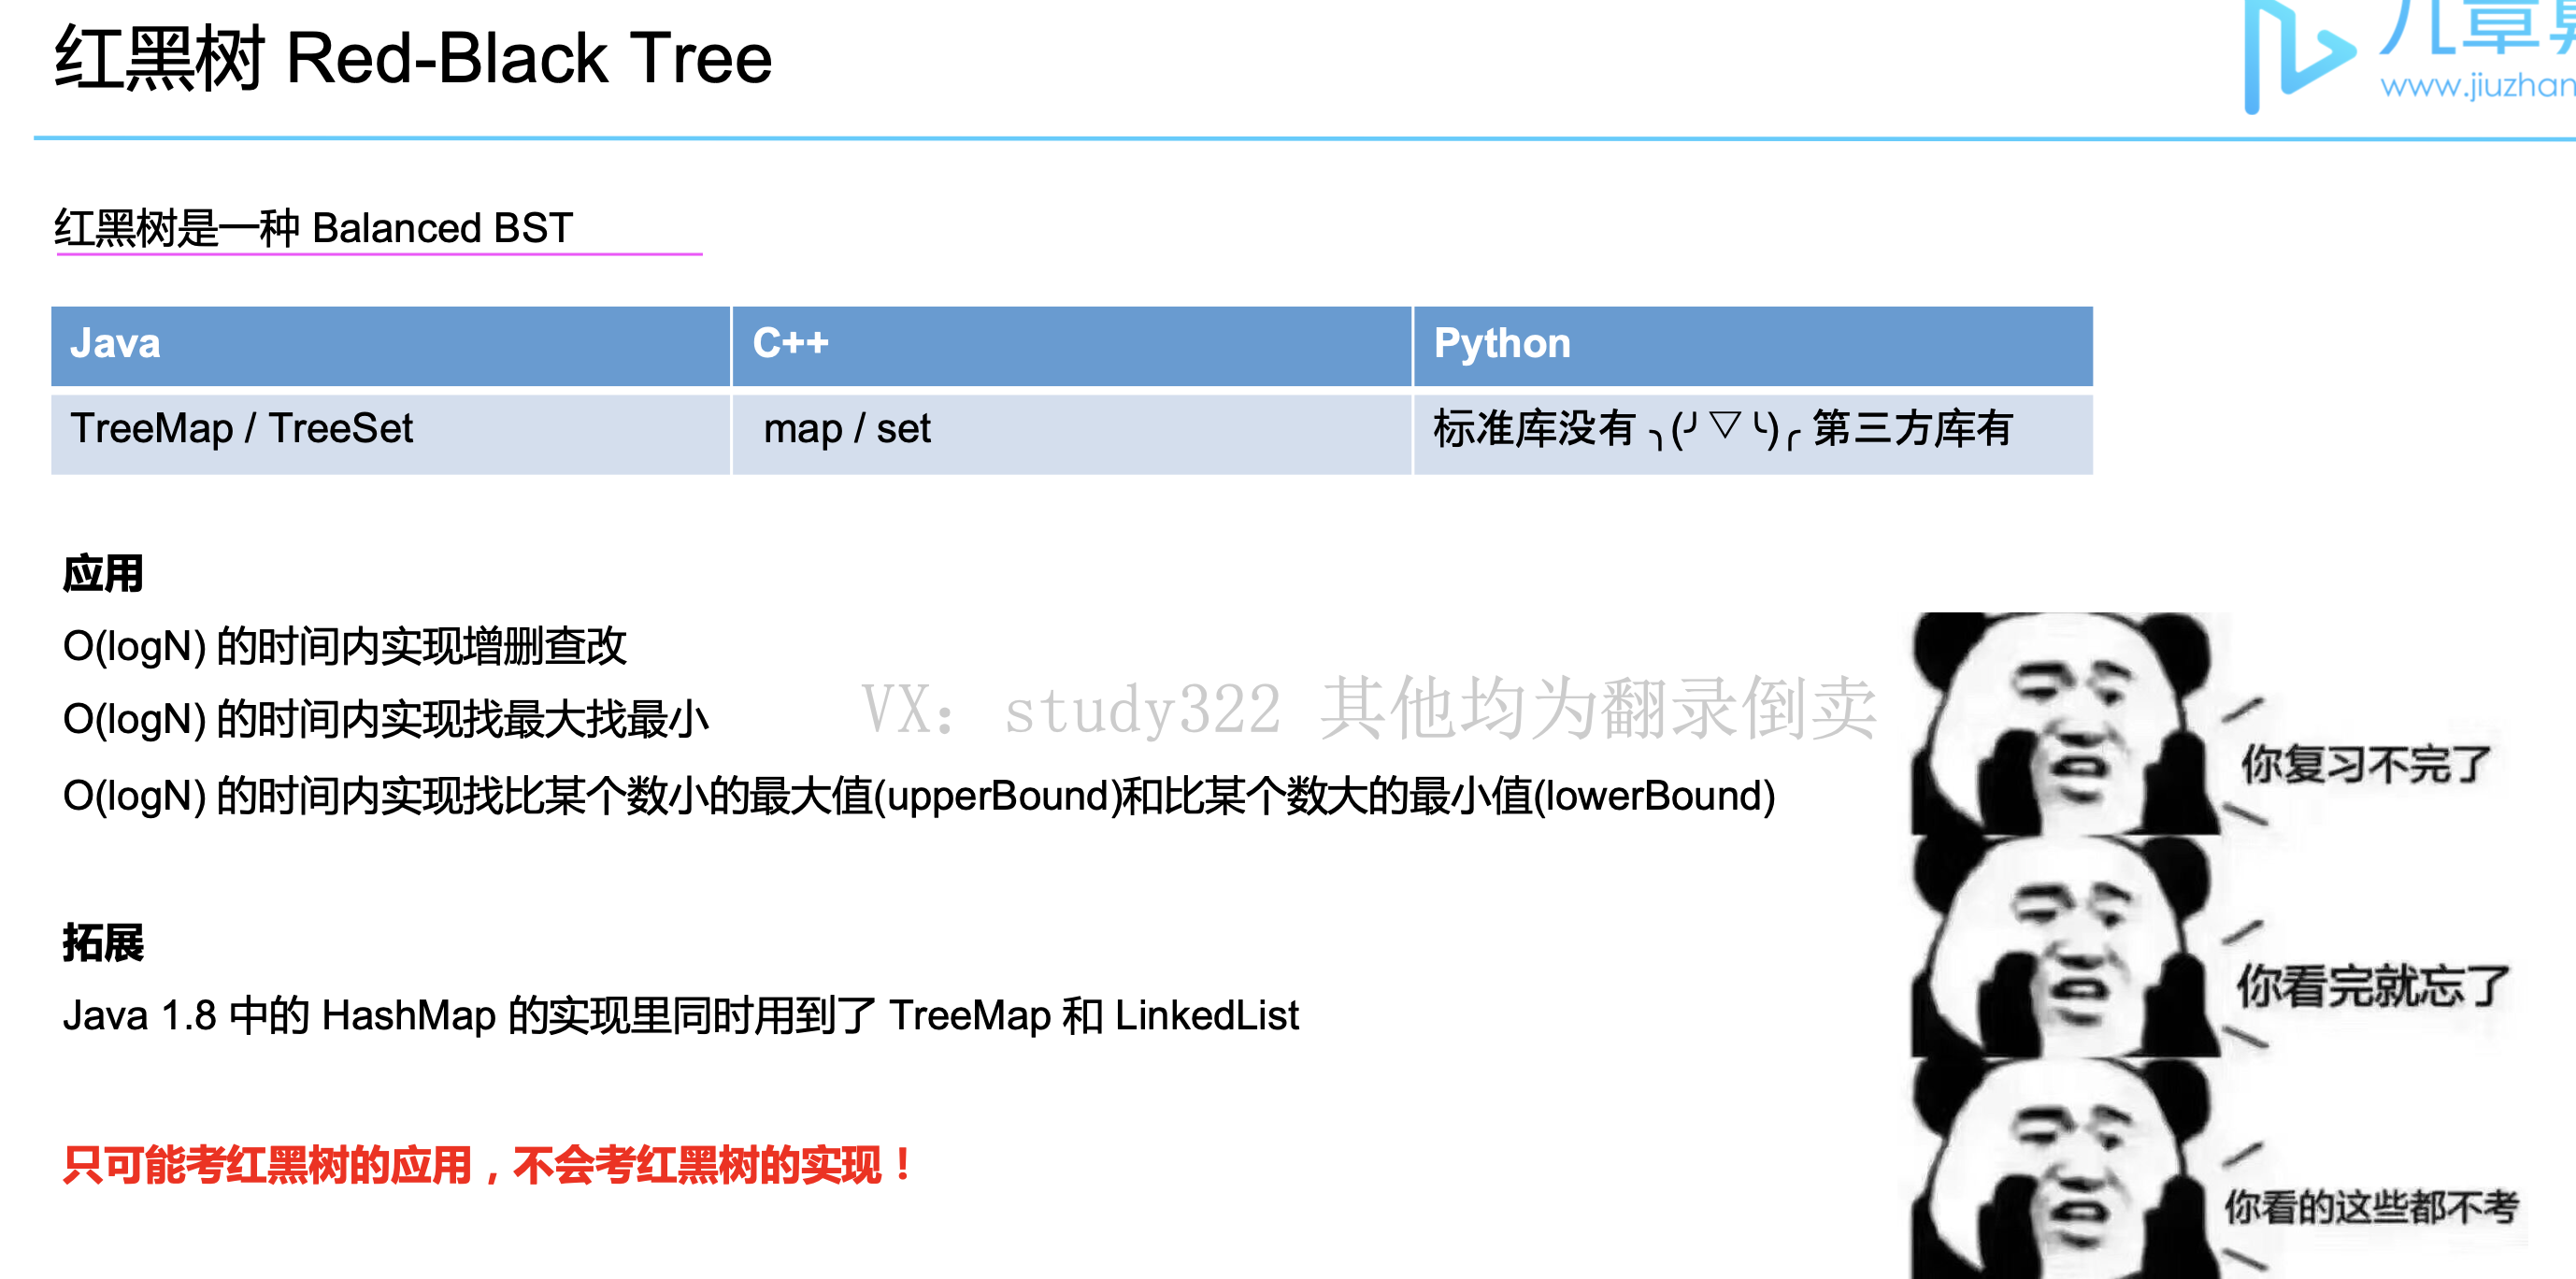 红黑树 Red-Black Tree
www.jiuzhan
红黑树是一种 Balanced BST
Java C++ Python
TreeMap / TreeSet map / set 标准库没有 ╮(╯▽╰)╭ 第三方库有
应用
O(logN) 的时间内实现增删查改
O(logN) 的时间内实现找最大找最小
VX：study322 其他均为翻录倒卖
O(logN) 的时间内实现找比某个数小的最大值(upperBound)和比某个数大的最小值(lowerBound)
拓展
Java 1.8 中的 HashMap 的实现里同时用到了 TreeMap 和 LinkedList
只可能考红黑树的应用，不会考红黑树的实现！
你复习不完了
你看完就忘了
你看的这些都不考